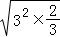 √(3² × 2/3)